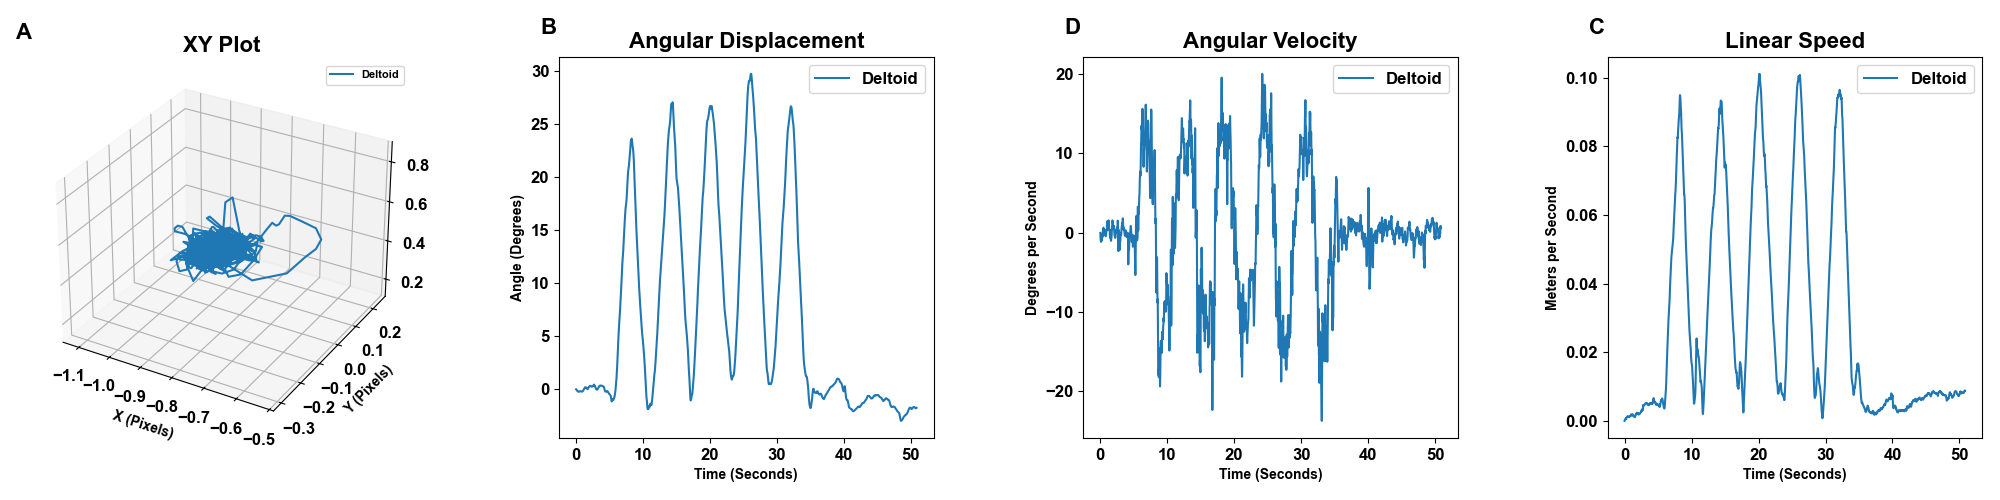 A
XY Plot
Deltoid
0.8
0.6
0.4
0.2
0.2
0.1
0.0
−0.1
−0.2
−0.3
Y (Pixels)
−1.1
−1.0
−0.9
−0.8
−0.7
−0.6
−0.5
X (Pixels)
B
Angular Displacement
Deltoid
30
25
20
15
10
5
0
Angle (Degrees)
0 10 20 30 40 50
Time (Seconds)
D
Angular Velocity
Deltoid
20
10
0
−10
−20
Degrees per Second
0 10 20 30 40 50
Time (Seconds)
C
Linear Speed
Deltoid
0.10
0.08
0.06
0.04
0.02
0.00
Meters per Second
0 10 20 30 40 50
Time (Seconds)